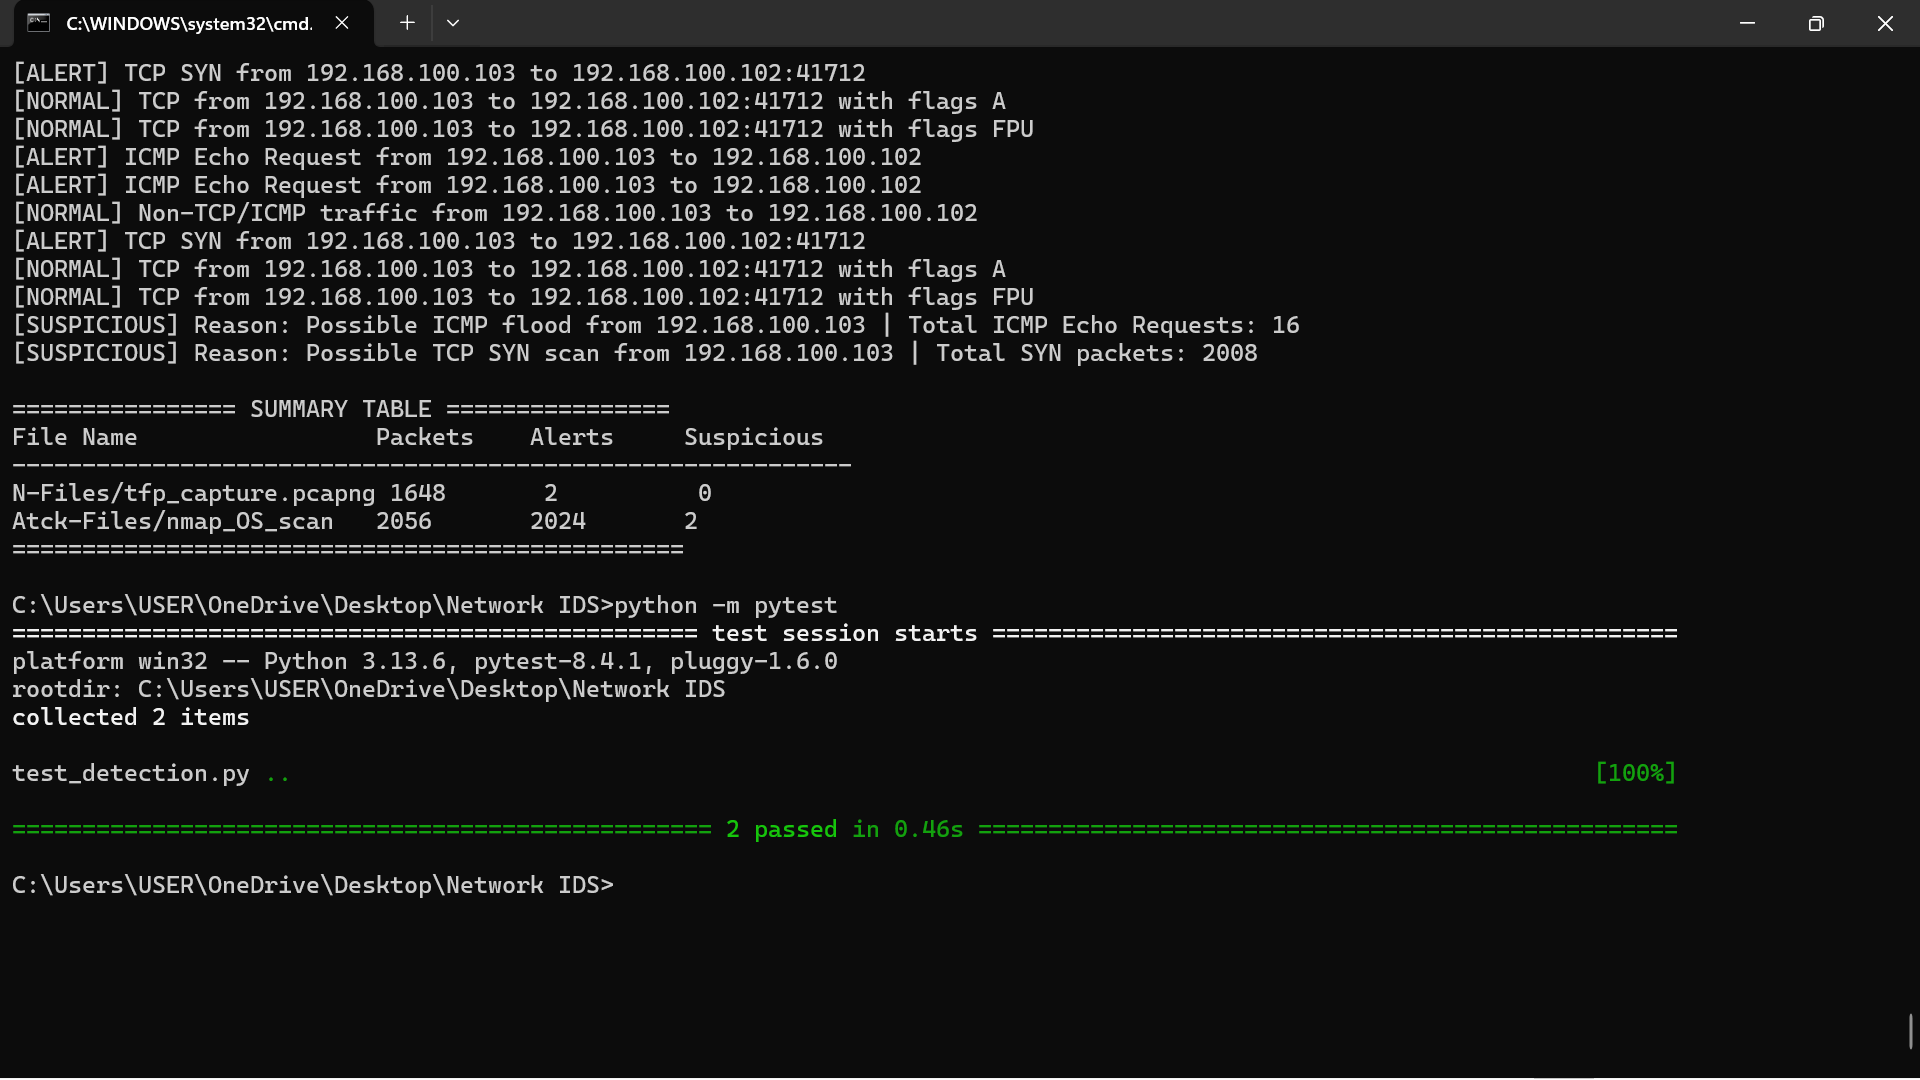 C:\WINDOWS\system32\cmd.
[ALERT] TCP SYN from 192.168.100.103 to 192.168.100.102:41712
[NORMAL] TCP from 192.168.100.103 to 192.168.100.102:41712 with flags A
[NORMAL] TCP from 192.168.100.103 to 192.168.100.102:41712 with flags FPU
[ALERT] ICMP Echo Request from 192.168.100.103 to 192.168.100.102
[ALERT] ICMP Echo Request from 192.168.100.103 to 192.168.100.102
[NORMAL] Non-TCP/ICMP traffic from 192.168.100.103 to 192.168.100.102
[ALERT] TCP SYN from 192.168.100.103 to 192.168.100.102:41712
[NORMAL] TCP from 192.168.100.103 to 192.168.100.102:41712 with flags A
[NORMAL] TCP from 192.168.100.103 to 192.168.100.102:41712 with flags FPU
[SUSPICIOUS] Reason: Possible ICMP flood from 192.168.100.103 | Total ICMP Echo Requests: 16
[SUSPICIOUS] Reason: Possible TCP SYN scan from 192.168.100.103 | Total SYN packets: 2008
================ SUMMARY TABLE ================
File Name                 Packets    Alerts     Suspicious
------------------------------------------------------------
N-Files/tfp_capture.pcapng 1648       2          0
Atck-Files/nmap_OS_scan   2056       2024       2
================================================
C:\Users\USER\OneDrive\Desktop\Network IDS>python -m pytest
================================================= test session starts =================================================
platform win32 -- Python 3.13.6, pytest-8.4.1, pluggy-1.6.0
rootdir: C:\Users\USER\OneDrive\Desktop\Network IDS
collected 2 items
test_detection.py .. [100%]
================================================== 2 passed in 0.46s ==================================================
C:\Users\USER\OneDrive\Desktop\Network IDS>